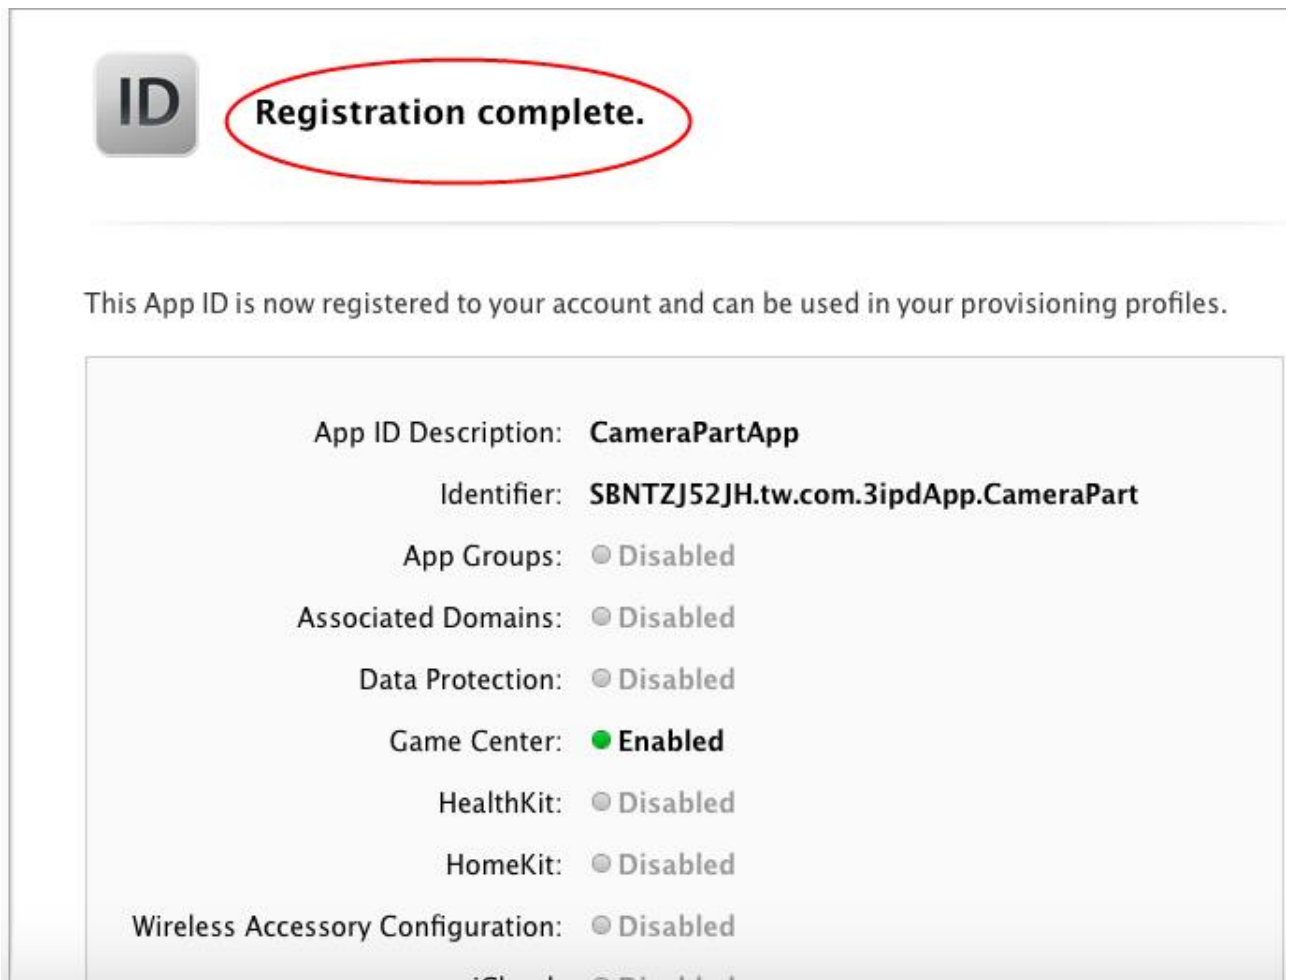 ID
Registration complete.
This App ID is now registered to your account and can be used in your provisioning profiles.
App ID Description: CameraPartApp
Identifier: SBNTZJ52JH.tw.com.3ipdApp.CameraPart
App Groups: Disabled
Associated Domains: Disabled
Data Protection: Disabled
Game Center: Enabled
HealthKit: Disabled
HomeKit: Disabled
Wireless Accessory Configuration: Disabled